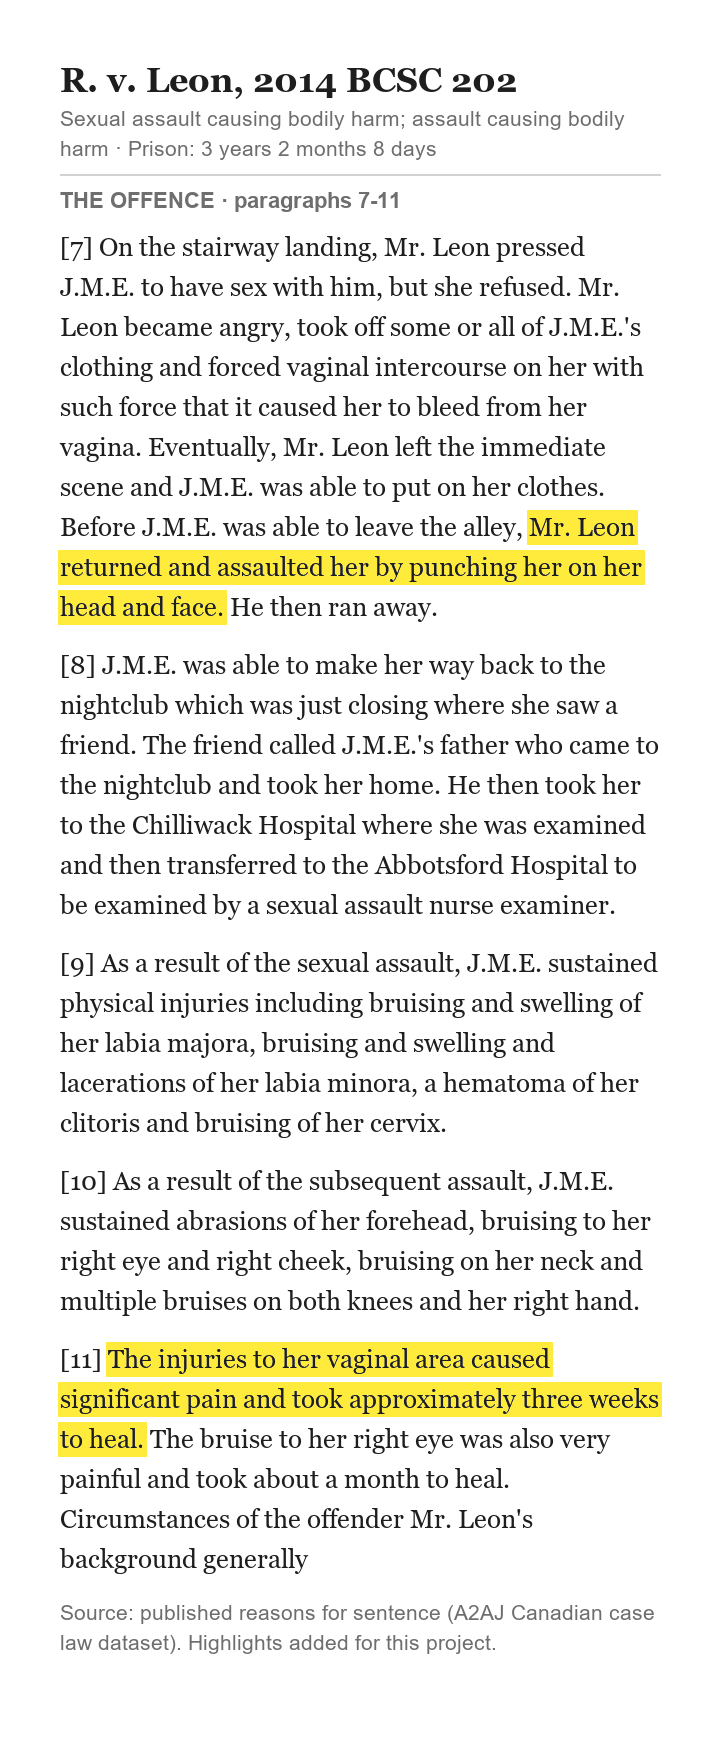 R. v. Leon, 2014 BCSC 202
Sexual assault causing bodily harm; assault causing bodily
harm · Prison: 3 years 2 months 8 days
THE OFFENCE · paragraphs 7-11
[7] On the stairway landing, Mr. Leon pressed
J.M.E. to have sex with him, but she refused. Mr.
Leon became angry, took off some or all of J.M.E.'s
clothing and forced vaginal intercourse on her with
such force that it caused her to bleed from her
vagina. Eventually, Mr. Leon left the immediate
scene and J.M.E. was able to put on her clothes.
Before J.M.E. was able to leave the alley, Mr. Leon
returned and assaulted her by punching her on her
head and face. He then ran away.
[8] J.M.E. was able to make her way back to the
nightclub which was just closing where she saw a
friend. The friend called J.M.E.'s father who came to
the nightclub and took her home. He then took her
to the Chilliwack Hospital where she was examined
and then transferred to the Abbotsford Hospital to
be examined by a sexual assault nurse examiner.
[9] As a result of the sexual assault, J.M.E. sustained
physical injuries including bruising and swelling of
her labia majora, bruising and swelling and
lacerations of her labia minora, a hematoma of her
clitoris and bruising of her cervix.
[10] As a result of the subsequent assault, J.M.E.
sustained abrasions of her forehead, bruising to her
right eye and right cheek, bruising on her neck and
multiple bruises on both knees and her right hand.
[11] The injuries to her vaginal area caused
significant pain and took approximately three weeks
to heal. The bruise to her right eye was also very
painful and took about a month to heal.
Circumstances of the offender Mr. Leon's
background generally
Source: published reasons for sentence (A2AJ Canadian case
law dataset). Highlights added for this project.